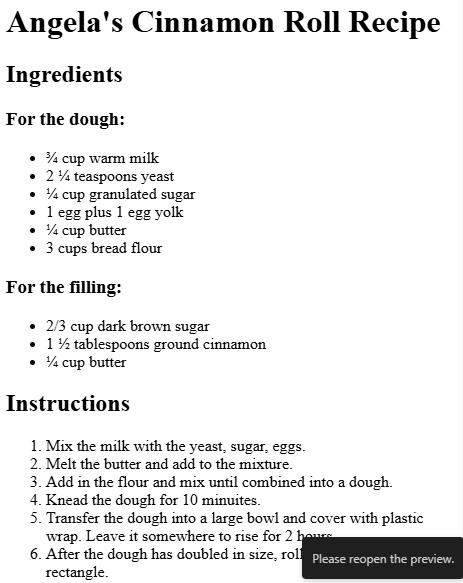 Angela's Cinnamon Roll Recipe
Ingredients
For the dough:
• ¾ cup warm milk
• 2 ¼ teaspoons yeast
• ¼ cup granulated sugar
• 1 egg plus 1 egg yolk
• ¼ cup butter
• 3 cups bread flour
For the filling:
• 2/3 cup dark brown sugar
• 1 ½ tablespoons ground cinnamon
• ¼ cup butter
Instructions
1. Mix the milk with the yeast, sugar, eggs.
2. Melt the butter and add to the mixture.
3. Add in the flour and mix until combined into a dough.
4. Knead the dough for 10 minuites.
5. Transfer the dough into a large bowl and cover with plastic
wrap. Leave it somewhere to rise for 2 hours
6. After the dough has doubled in size, roll
rectangle.
Please reopen the preview.